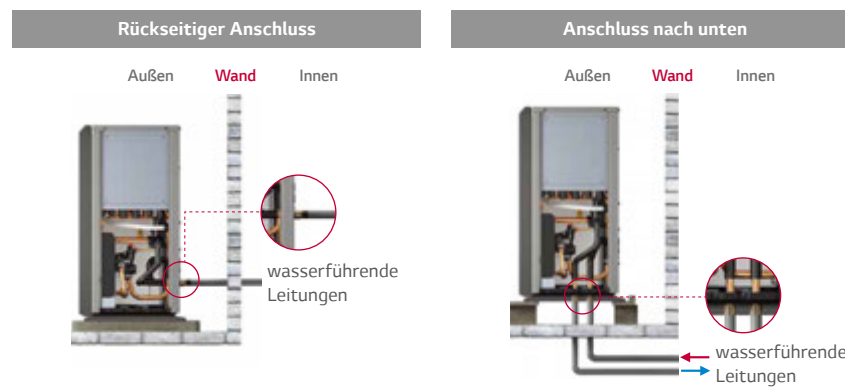 Rückseitiger Anschluss
Außen Wand Innen
wasserführende
Leitungen
Anschluss nach unten
Außen Wand Innen
wasserführende
Leitungen